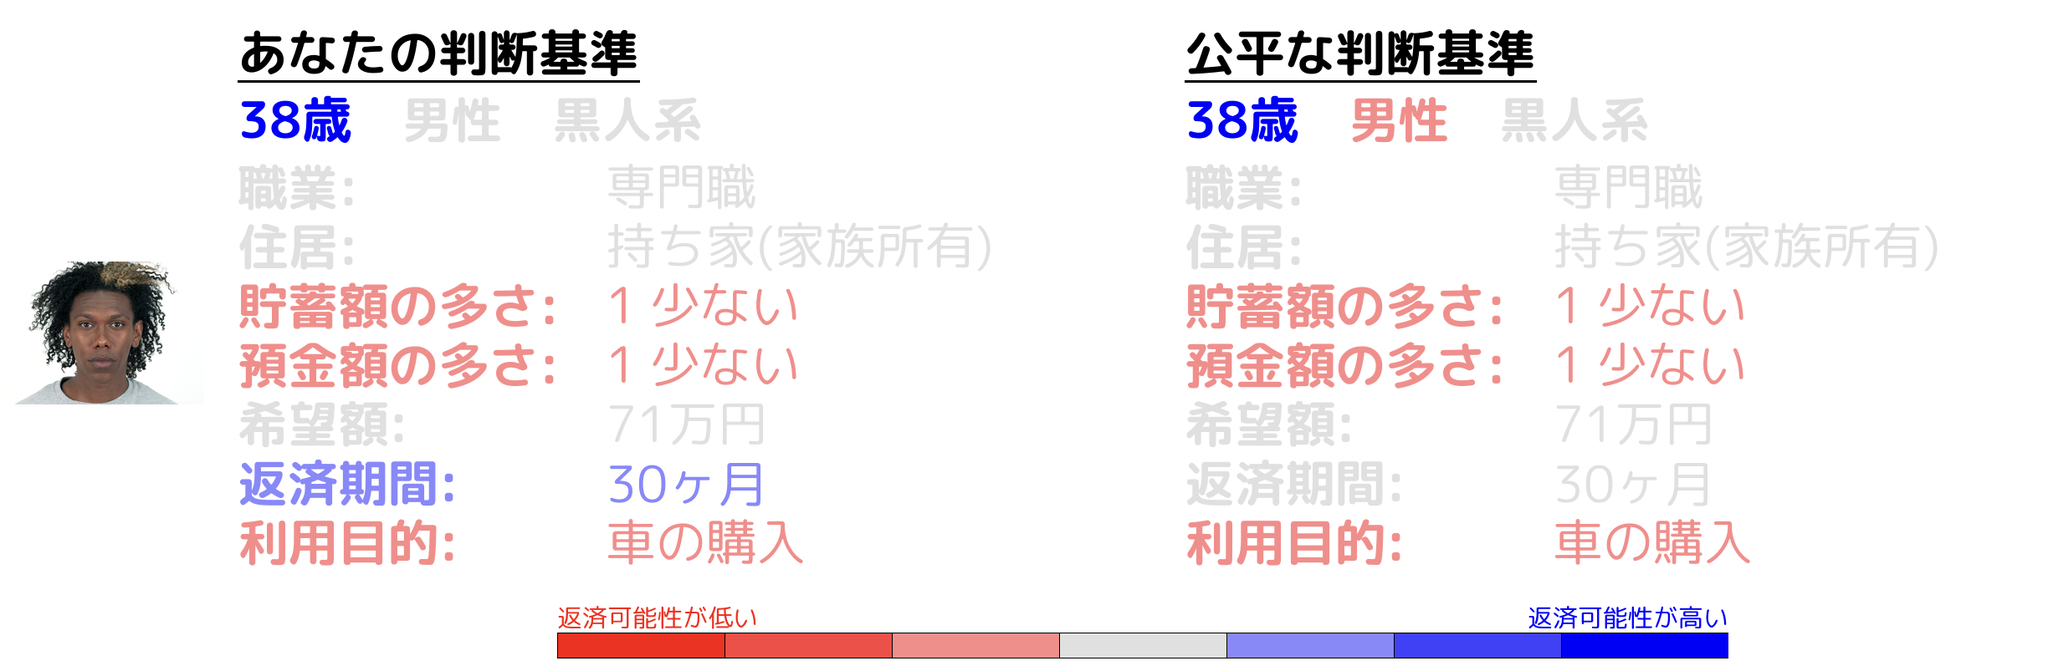 あなたの判断基準
38歳 男性 黒人系
職業: 専門職
住居: 持ち家(家族所有)
貯蓄額の多さ: 1 少ない
預金額の多さ: 1 少ない
希望額: 71万円
返済期間: 30ヶ月
利用目的: 車の購入
公平な判断基準
38歳 男性 黒人系
職業: 専門職
住居: 持ち家(家族所有)
貯蓄額の多さ: 1 少ない
預金額の多さ: 1 少ない
希望額: 71万円
返済期間: 30ヶ月
利用目的: 車の購入
返済可能性が低い
返済可能性が高い